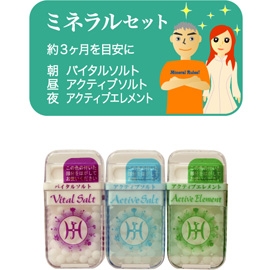 ミネラルセット
約３ヶ月を目安に
朝 バイタルソルト
昼 アクティブソルト
夜 アクティブエレメント
Mineral Balance!
バイタルソルト
Vital Salt
アクティブソルト
Active Salt
アクティブエレメント
Active Element